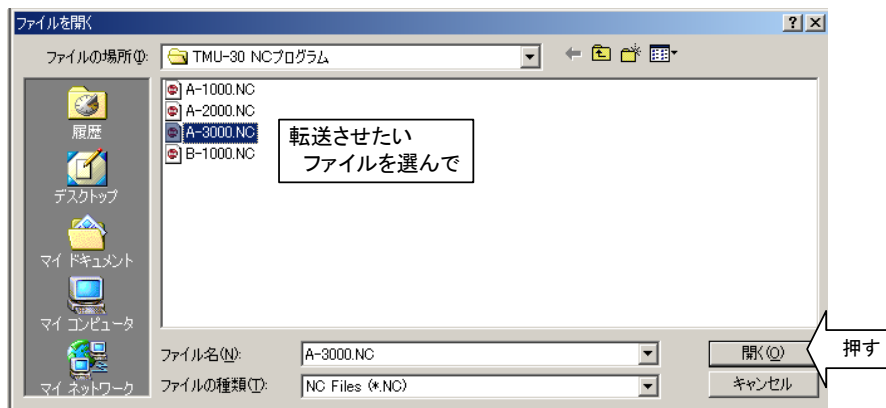 ファイルを開く
ファイルの場所(I):
TMU-30 NCプログラム
A-1000.NC
A-2000.NC
A-3000.NC
B-1000.NC
転送させたい
ファイルを選んで
履歴
デスクトップ
マイ ドキュメント
マイ コンピュータ
マイ ネットワーク
ファイル名(N):
A-3000.NC
開く(O)
押す
ファイルの種類(T):
NC Files (*.NC)
キャンセル